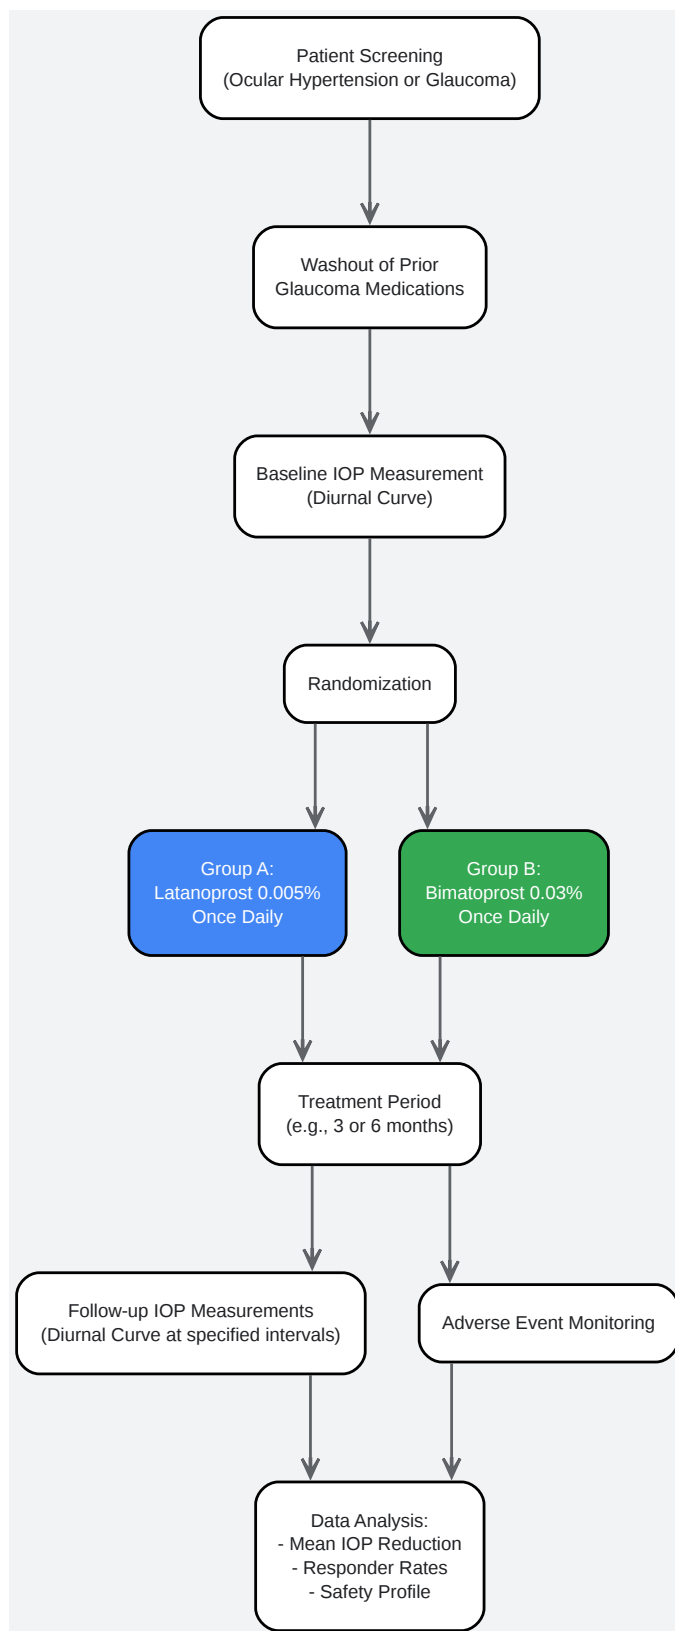 Patient Screening
(Ocular Hypertension or Glaucoma)
Washout of Prior
Glaucoma Medications
Baseline IOP Measurement
(Diurnal Curve)
Randomization
Group A:
Latanoprost 0.005%
Once Daily
Group B:
Bimatoprost 0.03%
Once Daily
Treatment Period
(e.g., 3 or 6 months)
Follow-up IOP Measurements
(Diurnal Curve at specified intervals)
Adverse Event Monitoring
Data Analysis:
- Mean IOP Reduction
- Responder Rates
- Safety Profile